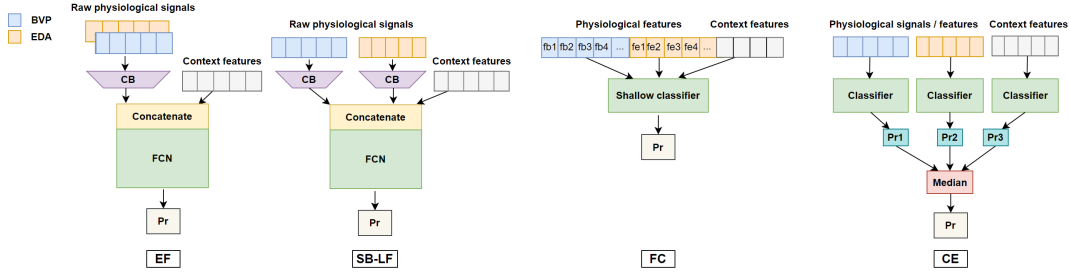 BVP
EDA
Raw physiological signals
CB
Context features
Concatenate
FCN
Pr
EF
Raw physiological signals
CB
CB
Context features
Concatenate
FCN
Pr
SB-LF
Physiological features
Context features
fb1 fb2 fb3 fb4 ... fe1 fe2 fe3 fe4 ...
Shallow classifier
Pr
FC
Physiological signals / features
Context features
Classifier
Classifier
Classifier
Pr1
Pr2
Pr3
Median
Pr
CE